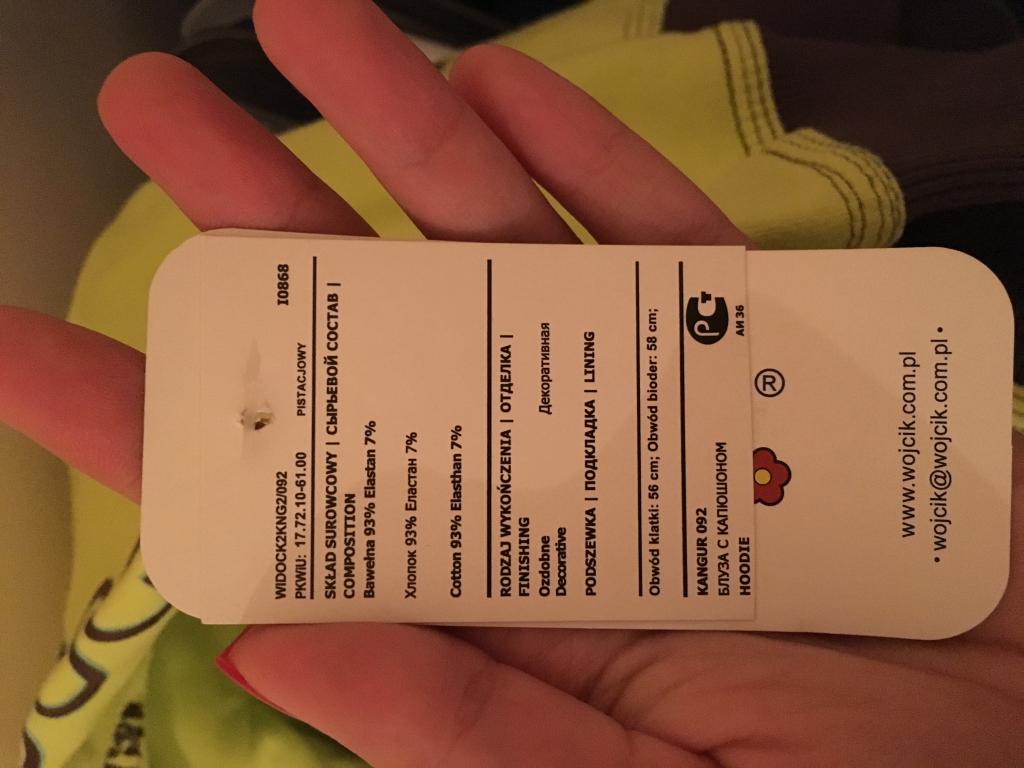 WIDOCK2KNG2/092 I0868
PKWiU: 17.72.10-61.00 PISTACJOWY
SKŁAD SUROWCOWY | СЫРЬЕВОЙ СОСТАВ |
COMPOSITION
Bawełna 93% Elastan 7%
Хлопок 93% Еластан 7%
Cotton 93% Elasthan 7%
RODZAJ WYKOŃCZENIA | ОТДЕЛКА |
FINISHING
Ozdobne Декоративная
Decorative
PODSZEWKA | ПОДКЛАДКА | LINING
Obwód klatki: 56 cm; Obwód bioder: 58 cm;
KANGUR 092
БЛУЗА С КАПЮШОНОМ
HOODIE
РСТ
АИ 36
®
www.wojcik.com.pl
• wojcik@wojcik.com.pl •